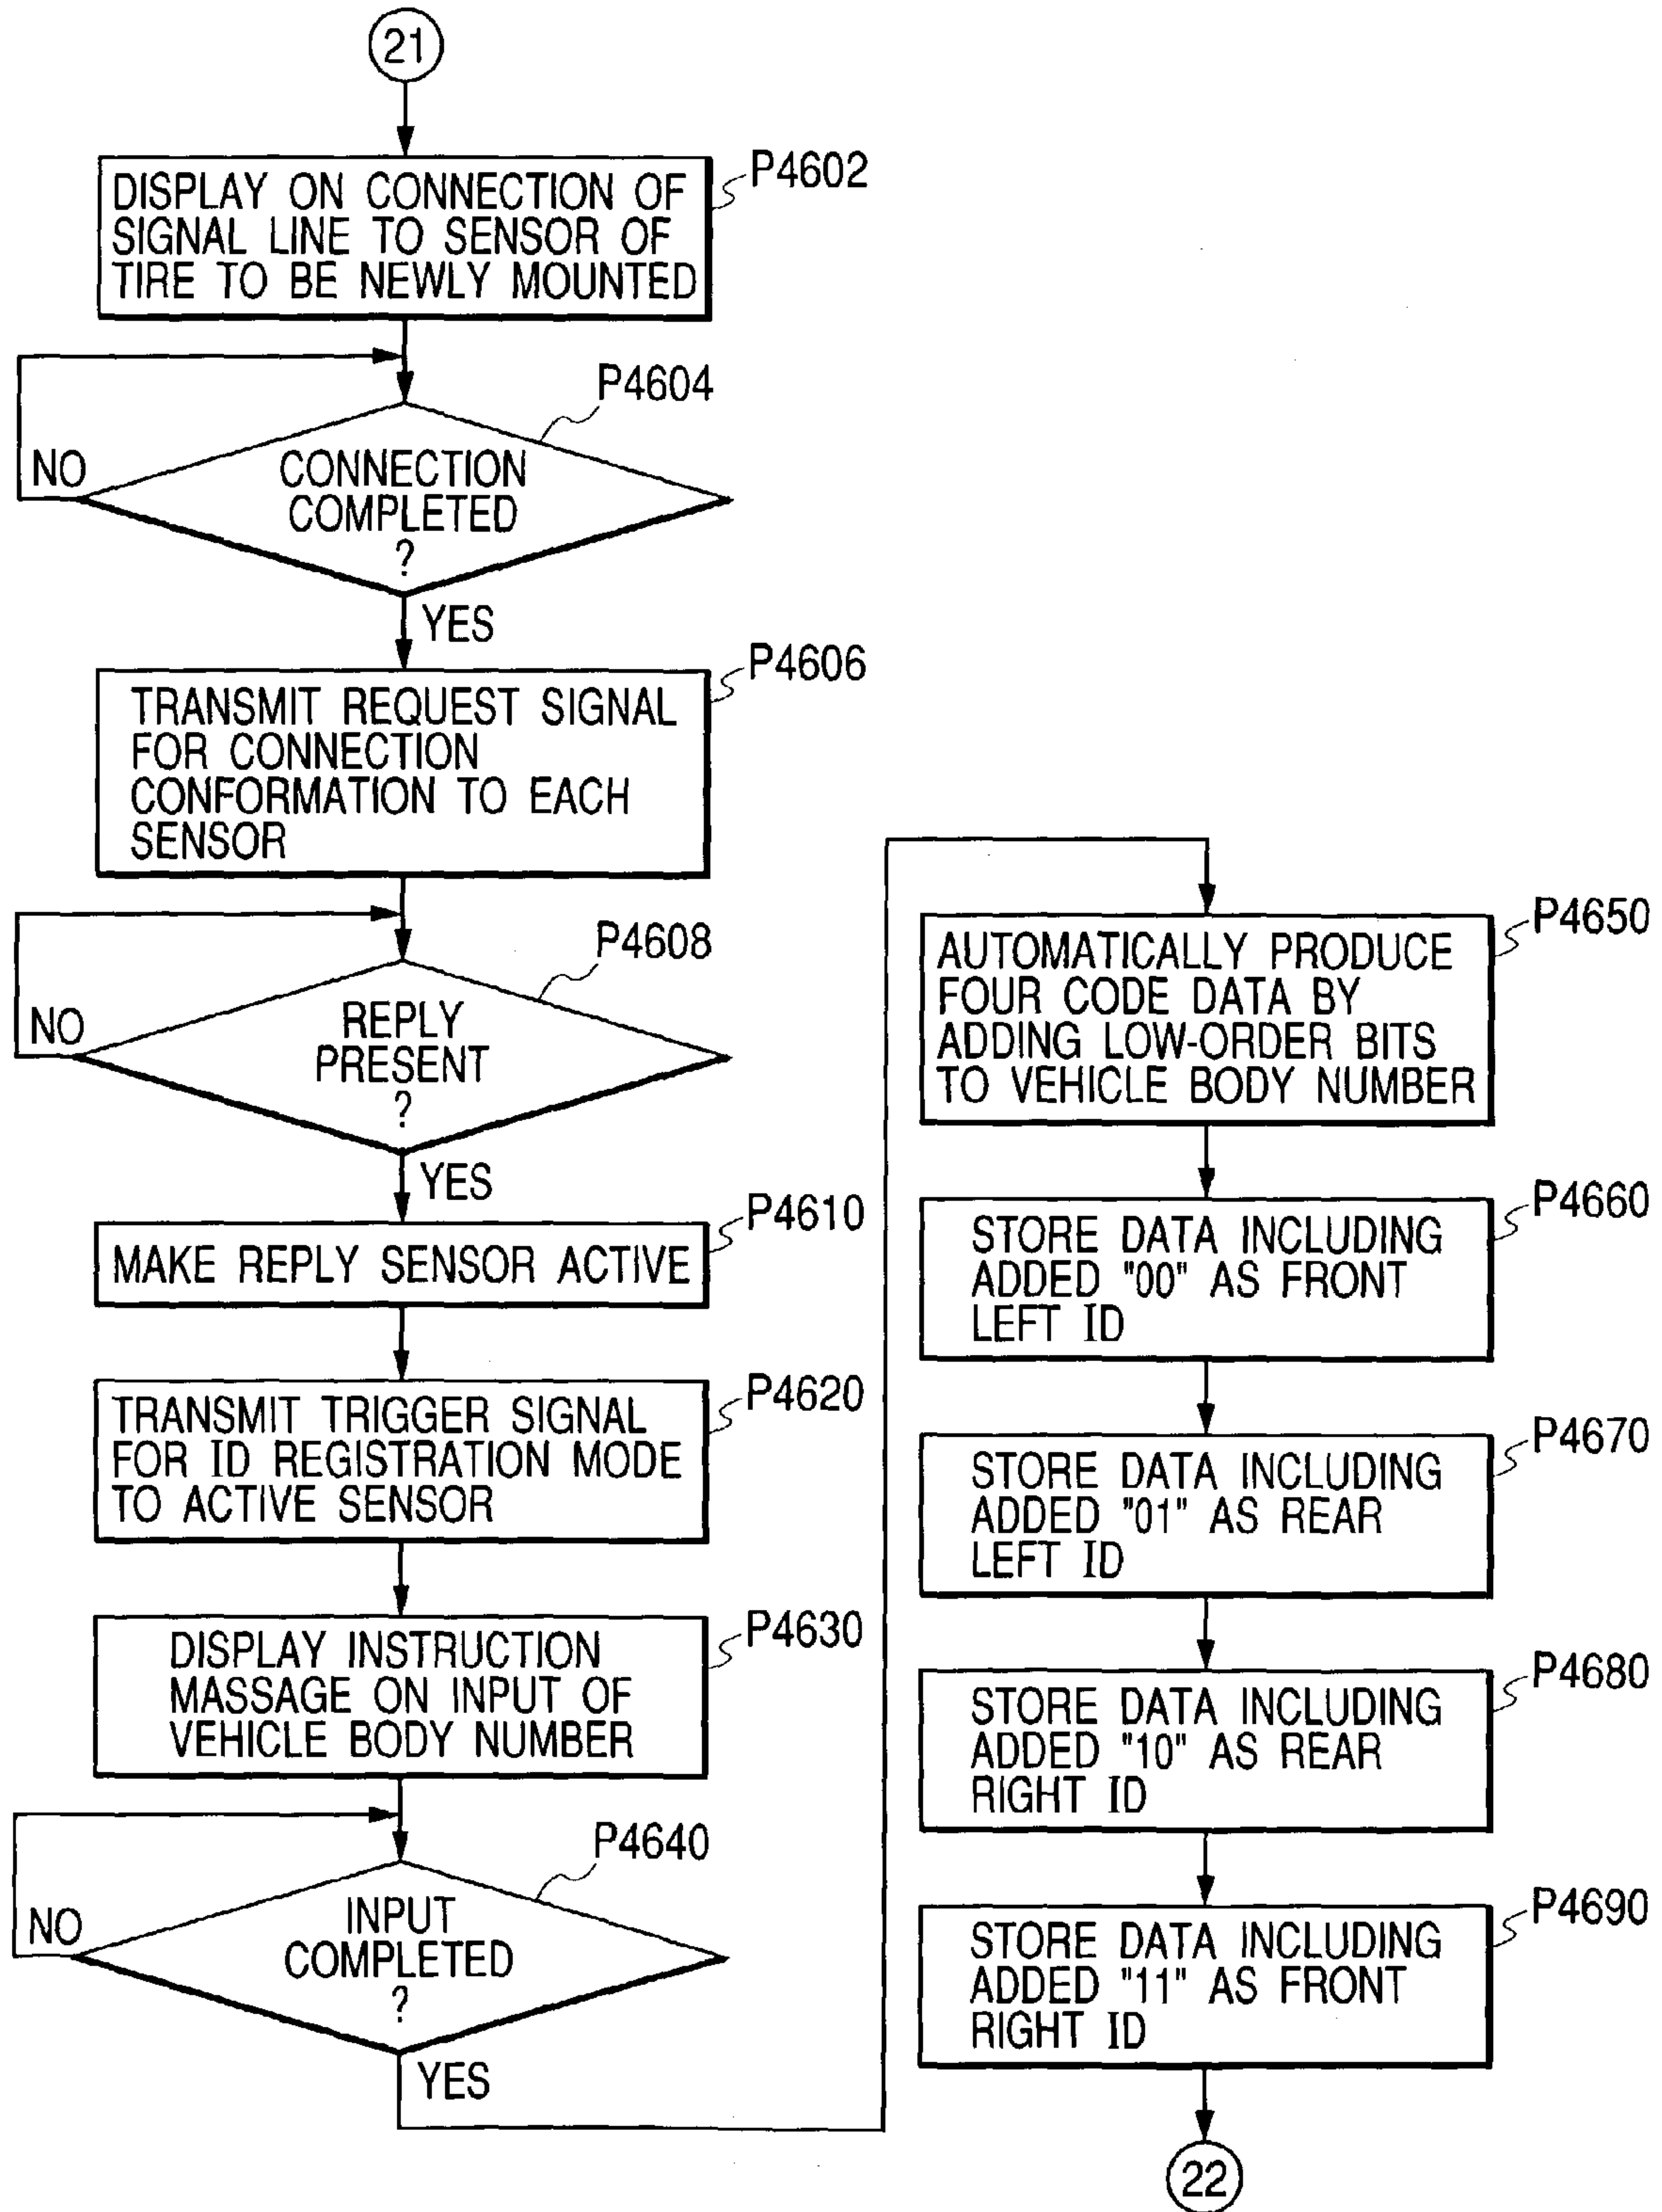 21
P4602
DISPLAY ON CONNECTION OF
SIGNAL LINE TO SENSOR OF
TIRE TO BE NEWLY MOUNTED
P4604
NO
CONNECTION
COMPLETED
?
YES
P4606
TRANSMIT REQUEST SIGNAL
FOR CONNECTION
CONFORMATION TO EACH
SENSOR
P4608
NO
REPLY
PRESENT
?
YES
P4610
MAKE REPLY SENSOR ACTIVE
P4620
TRANSMIT TRIGGER SIGNAL
FOR ID REGISTRATION MODE
TO ACTIVE SENSOR
P4630
DISPLAY INSTRUCTION
MASSAGE ON INPUT OF
VEHICLE BODY NUMBER
P4640
NO
INPUT
COMPLETED
?
YES
P4650
AUTOMATICALLY PRODUCE
FOUR CODE DATA BY
ADDING LOW-ORDER BITS
TO VEHICLE BODY NUMBER
P4660
STORE DATA INCLUDING
ADDED "00" AS FRONT
LEFT ID
P4670
STORE DATA INCLUDING
ADDED "01" AS REAR
LEFT ID
P4680
STORE DATA INCLUDING
ADDED "10" AS REAR
RIGHT ID
P4690
STORE DATA INCLUDING
ADDED "11" AS FRONT
RIGHT ID
22